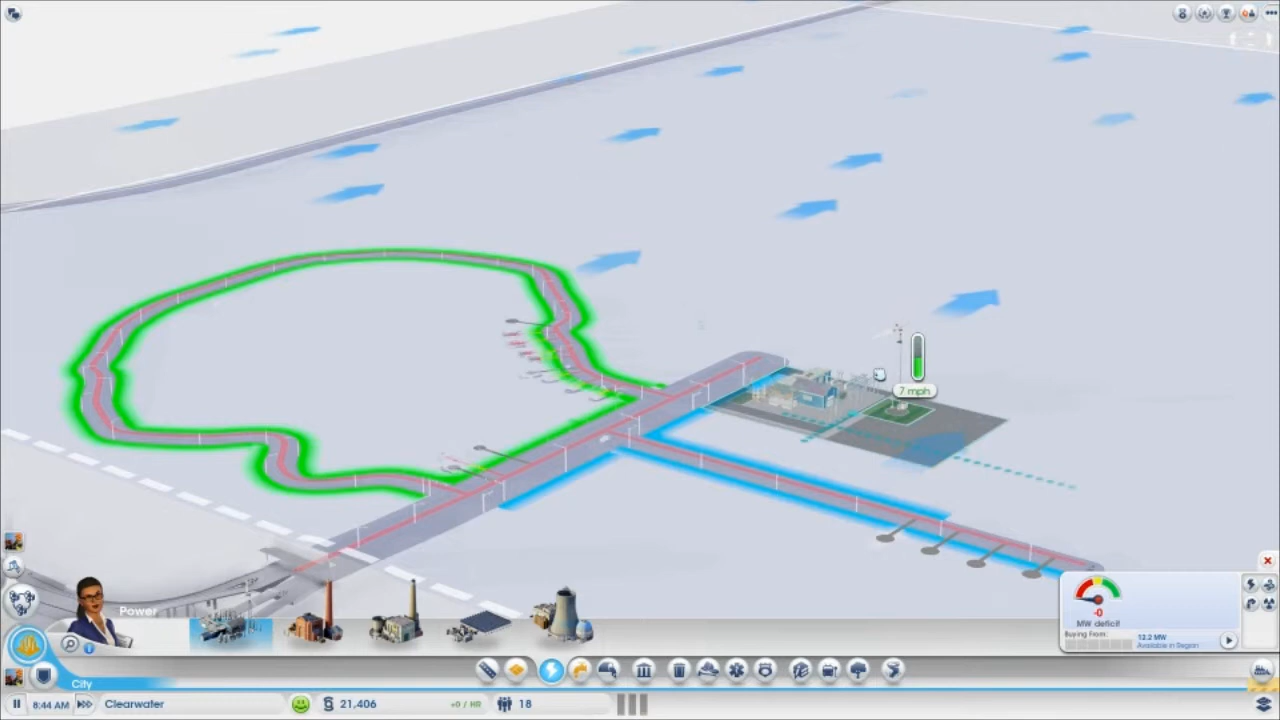 7 mph
Power
-0
MW deficit
Buying From:
12.2 MW
Available in Region
City
8:44 AM
Clearwater
21,406
+0 / HR
18